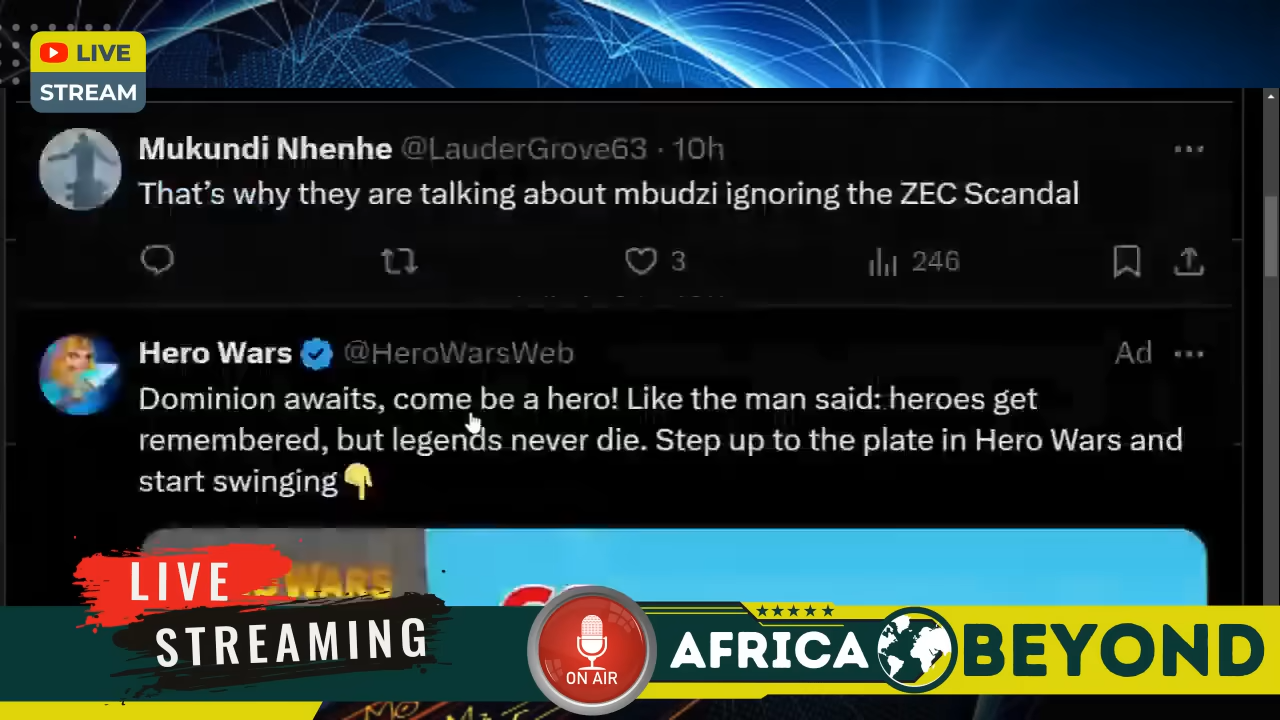 LIVE
STREAM
Mukundi Nhenhe @LauderGrove63 · 10h
That’s why they are talking about mbudzi ignoring the ZEC Scandal
3
246
Hero Wars @HeroWarsWeb
Ad
Dominion awaits, come be a hero! Like the man said: heroes get
remembered, but legends never die. Step up to the plate in Hero Wars and
start swinging
WARS
LIVE
STREAMING
ON AIR
AFRICA
BEYOND